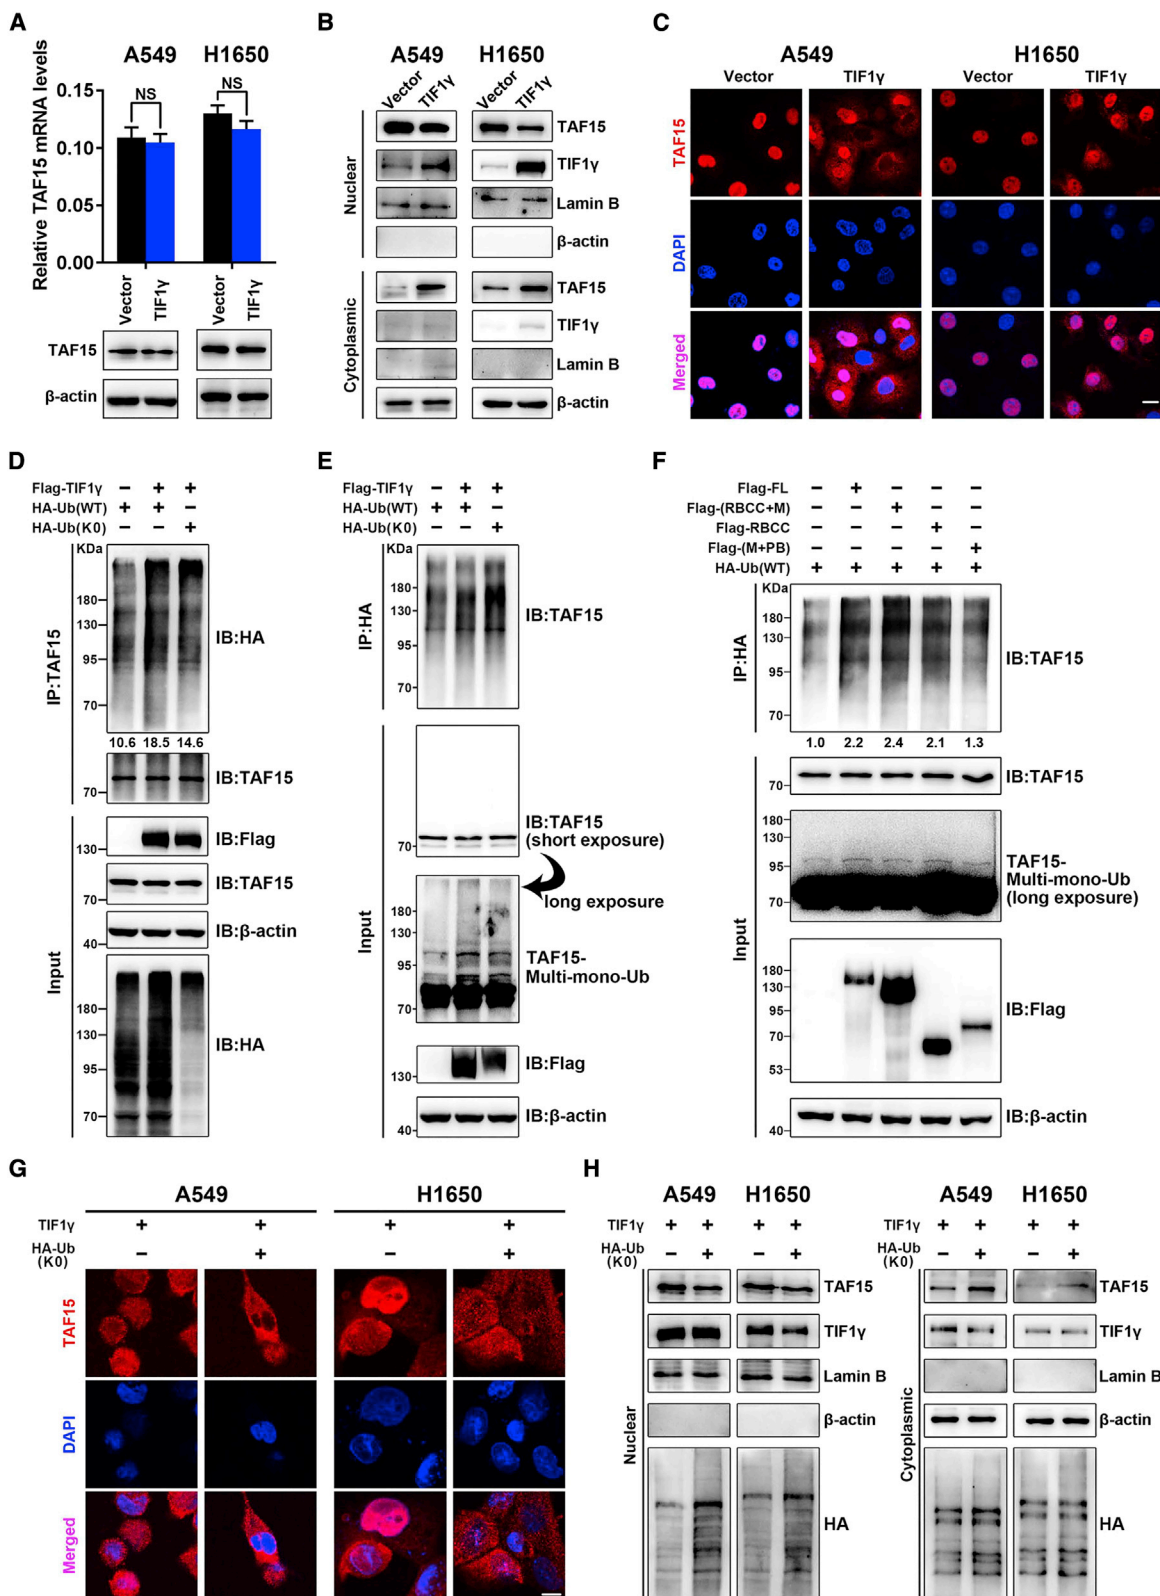 A
A549 H1650
Relative TAF15 mRNA levels
0.15
0.10
0.05
0.00
NS NS
Vector TIF1γ Vector TIF1γ
TAF15
β-actin
B
A549 H1650
Vector TIF1γ Vector TIF1γ
Nuclear
TAF15
TIF1γ
Lamin B
β-actin
Cytoplasmic
TAF15
TIF1γ
Lamin B
β-actin
C
A549 H1650
Vector TIF1γ Vector TIF1γ
TAF15
DAPI
Merged
D
Flag-TIF1γ – + +
HA-Ub(WT) + + –
HA-Ub(K0) – – +
KDa
IP:TAF15
180
130
95
70
IB:HA
10.6 18.5 14.6
70
IB:TAF15
Input
130
IB:Flag
95
70
IB:TAF15
40
IB:β-actin
180
130
95
70
IB:HA
E
Flag-TIF1γ – + +
HA-Ub(WT) + + –
HA-Ub(K0) – – +
KDa
IP:HA
180
130
95
70
IB:TAF15
Input
70
IB:TAF15
(short exposure)
long exposure
180
130
95
70
TAF15-
Multi-mono-Ub
130
IB:Flag
40
IB:β-actin
F
Flag-FL – + – – –
Flag-(RBCC+M) – – + – –
Flag-RBCC – – – + –
Flag-(M+PB) – – – – +
HA-Ub(WT) + + + + +
KDa
IP:HA
180
130
95
70
IB:TAF15
1.0 2.2 2.4 2.1 1.3
Input
70
IB:TAF15
180
130
95
70
TAF15-
Multi-mono-Ub
(long exposure)
180
130
95
70
53
IB:Flag
40
IB:β-actin
G
A549 H1650
TIF1γ + + + +
HA-Ub
(K0) – + – +
TAF15
DAPI
Merged
H
A549 H1650
TIF1γ + + + +
HA-Ub
(K0) – + – +
Nuclear
TAF15
TIF1γ
Lamin B
β-actin
HA
A549 H1650
TIF1γ + + + +
HA-Ub
(K0) – + – +
Cytoplasmic
TAF15
TIF1γ
Lamin B
β-actin
HA